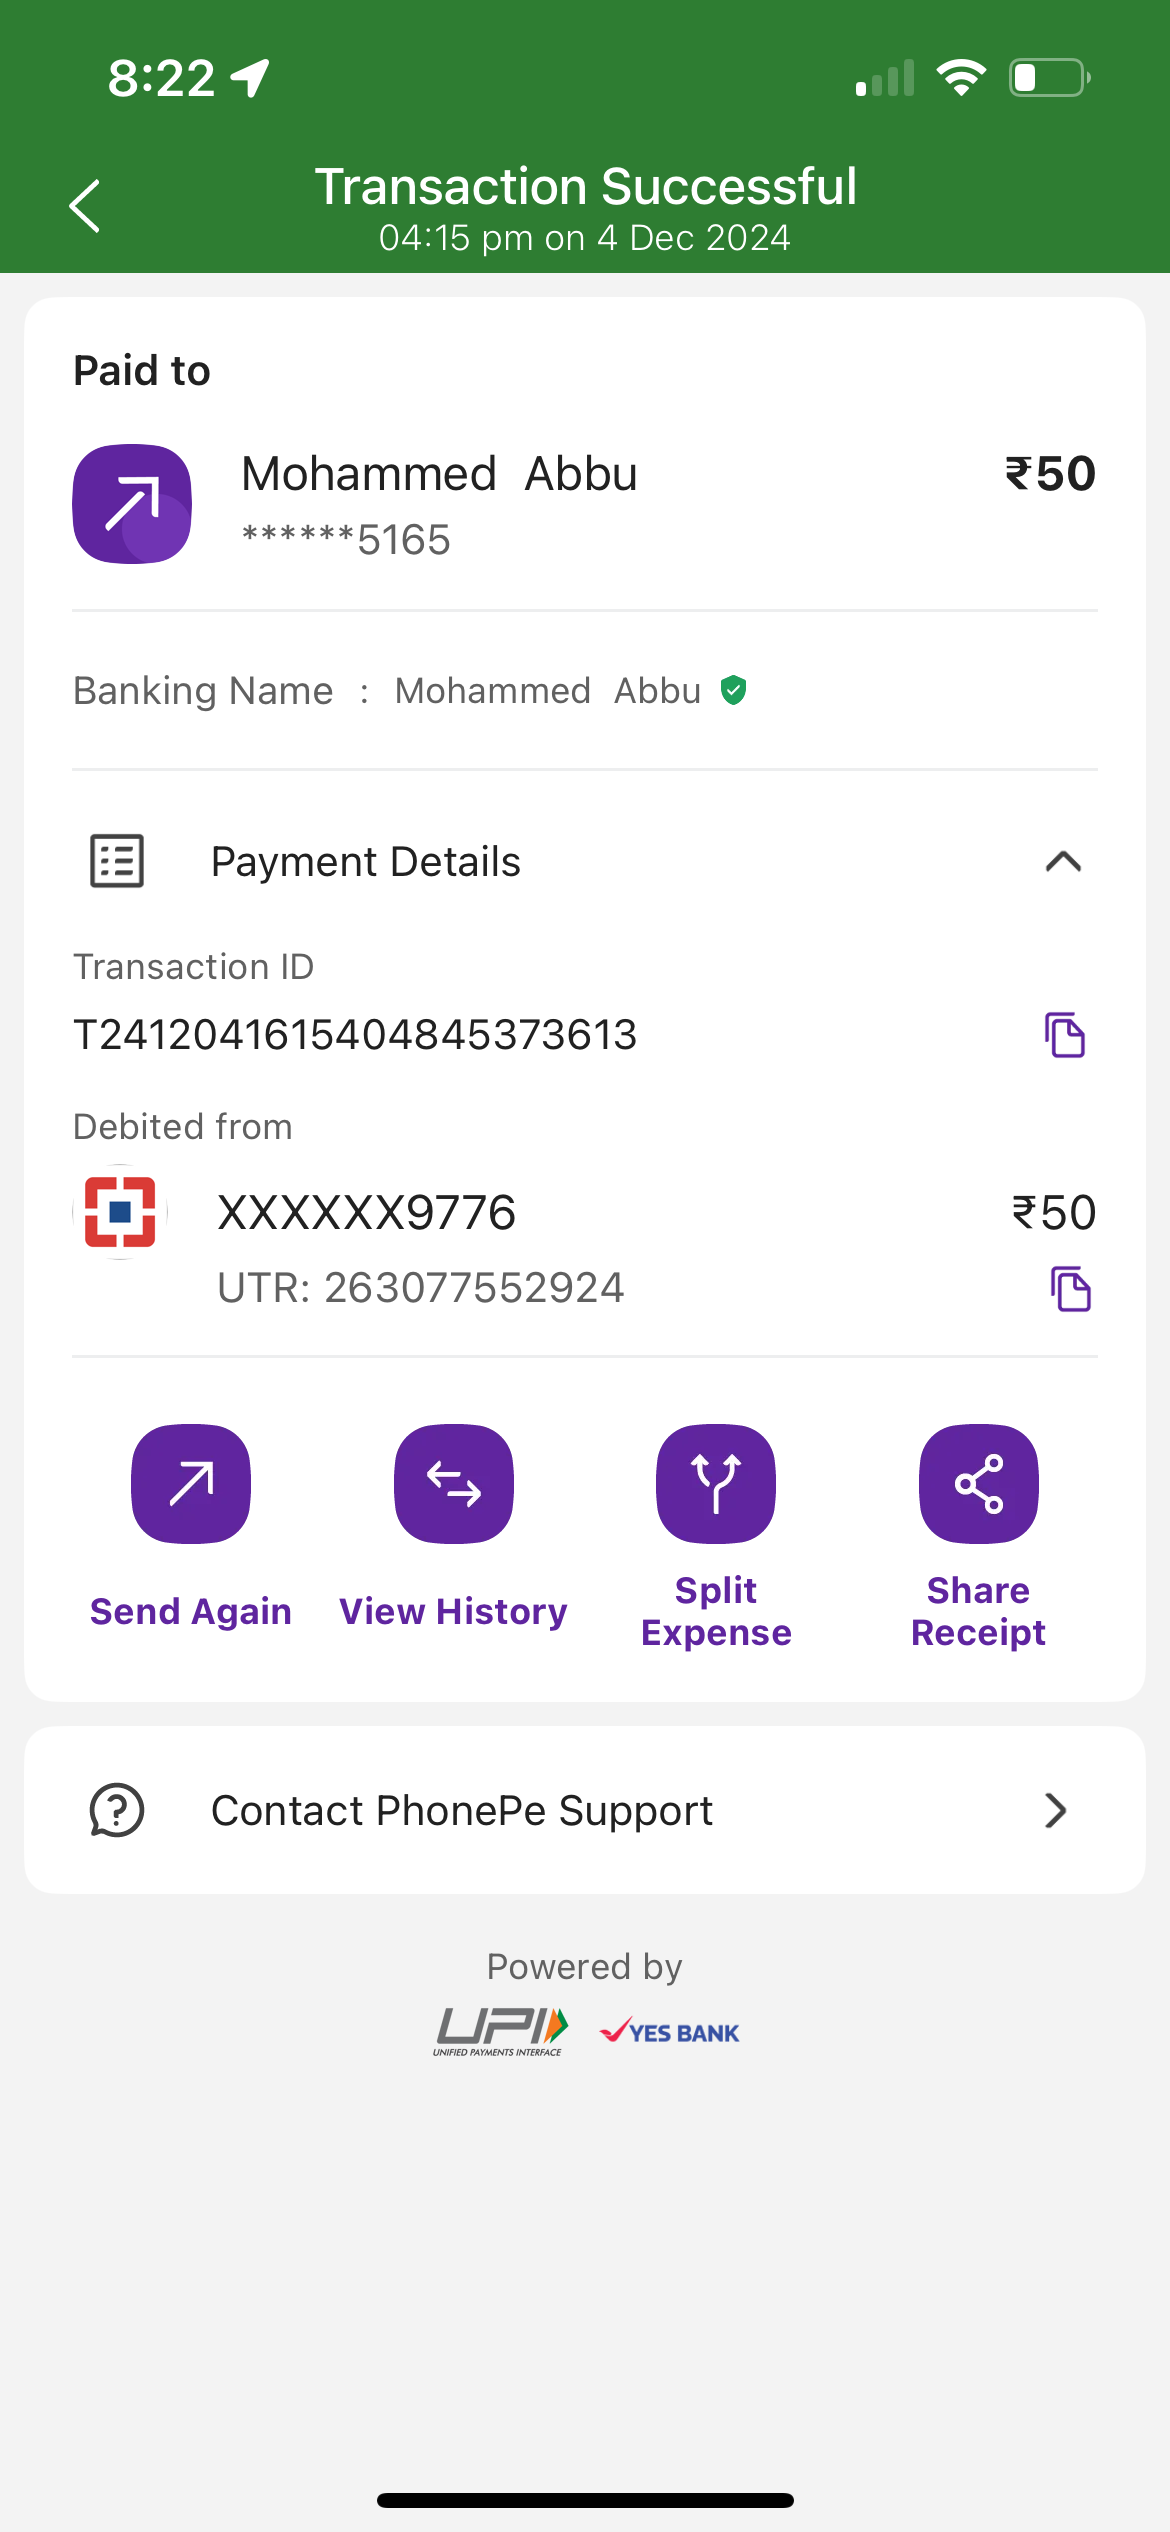 8:22
Transaction Successful
04:15 pm on 4 Dec 2024
Paid to
Mohammed Abbu ₹50
******5165
Banking Name : Mohammed Abbu
Payment Details
Transaction ID
T2412041615404845373613
Debited from
XXXXXX9776 ₹50
UTR: 263077552924
Send Again
View History
Split
Expense
Share
Receipt
Contact PhonePe Support
Powered by
UPI YES BANK
UNIFIED PAYMENTS INTERFACE